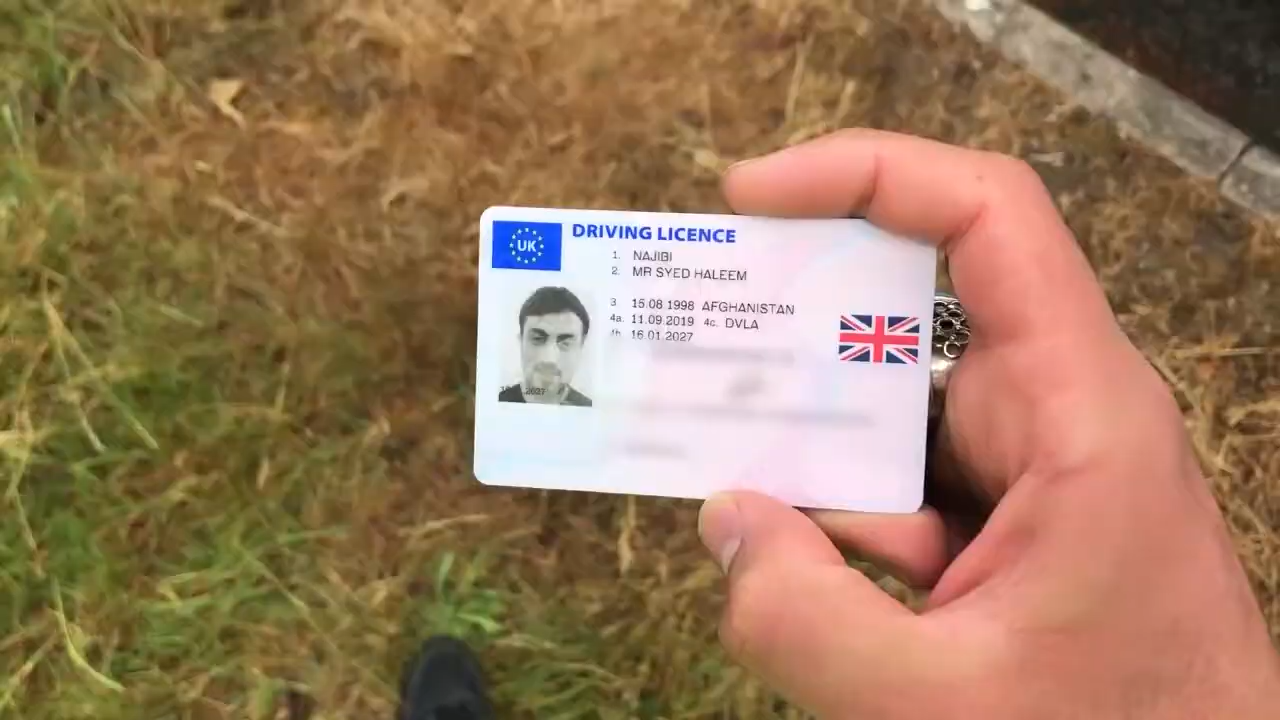 UK
DRIVING LICENCE
1. NAJIBI
2. MR SYED HALEEM
3 15.08 1998 AFGHANISTAN
4a. 11.09.2019 4c. DVLA
4b. 16.01.2027